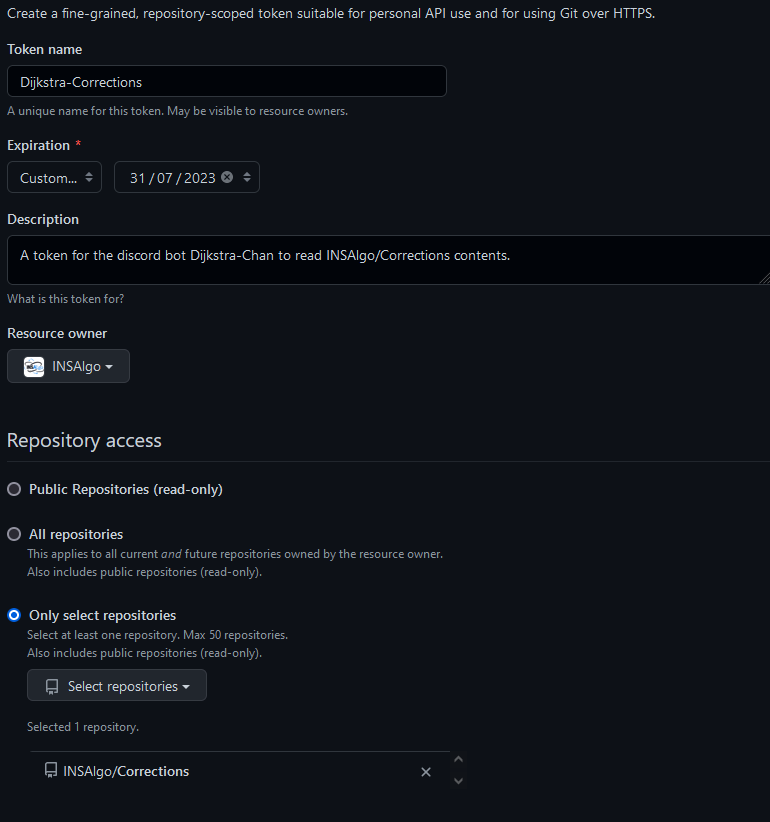 Create a fine-grained, repository-scoped token suitable for personal API use and for using Git over HTTPS.
Token name
Dijkstra-Corrections
A unique name for this token. May be visible to resource owners.
Expiration *
Custom... 31 / 07 / 2023
Description
A token for the discord bot Dijkstra-Chan to read INSAlgo/Corrections contents.
What is this token for?
Resource owner
INSAlgo
Repository access
Public Repositories (read-only)
All repositories
This applies to all current and future repositories owned by the resource owner.
Also includes public repositories (read-only).
Only select repositories
Select at least one repository. Max 50 repositories.
Also includes public repositories (read-only).
Select repositories
Selected 1 repository.
INSAlgo/Corrections